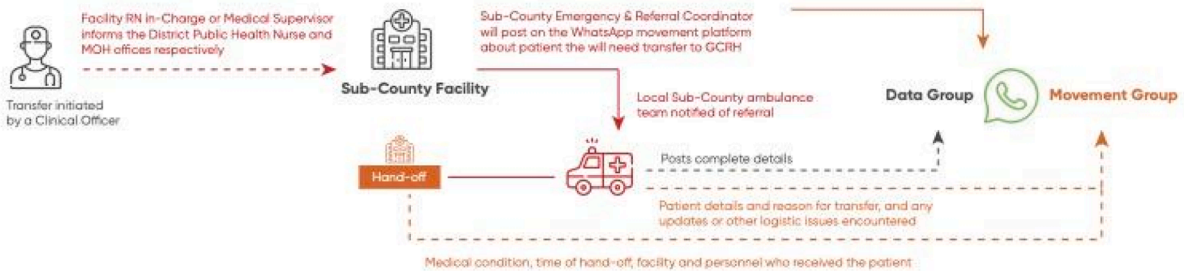 Facility RN in-Charge or Medical Supervisor
informs the District Public Health Nurse and
MOH offices respectively
Transfer initiated
by a Clinical Officer
Sub-County Facility
Sub-County Emergency & Referral Coordinator
will post on the WhatsApp movement platform
about patient the will need transfer to GCRH
Local Sub-County ambulance
team notified of referral
Data Group
Movement Group
Hand-off
Posts complete details
Patient details and reason for transfer, and any
updates or other logistic issues encountered
Medical condition, time of hand-off, facility and personnel who received the patient